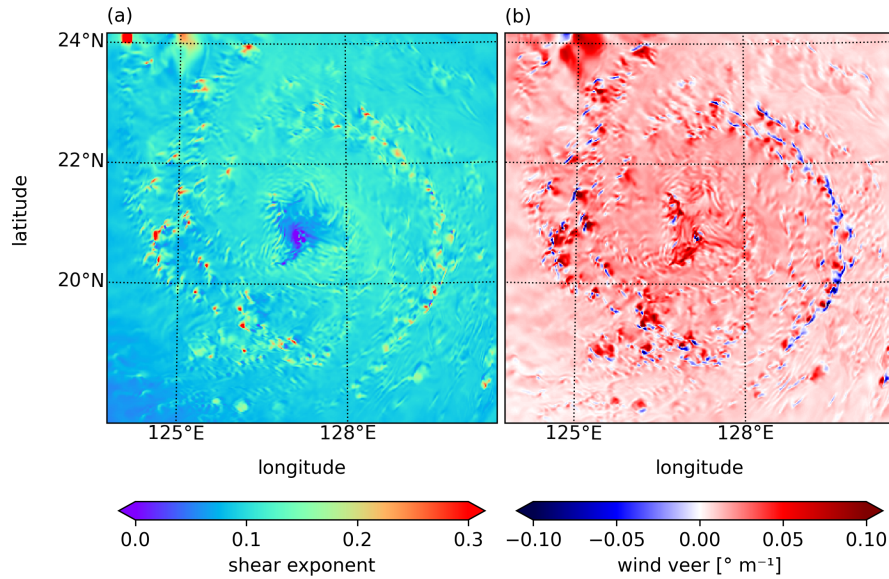 (a)
(b)
24°N
22°N
20°N
latitude
125°E
128°E
125°E
128°E
longitude
longitude
0.0
0.1
0.2
0.3
−0.10
−0.05
0.00
0.05
0.10
shear exponent
wind veer [° m⁻¹]